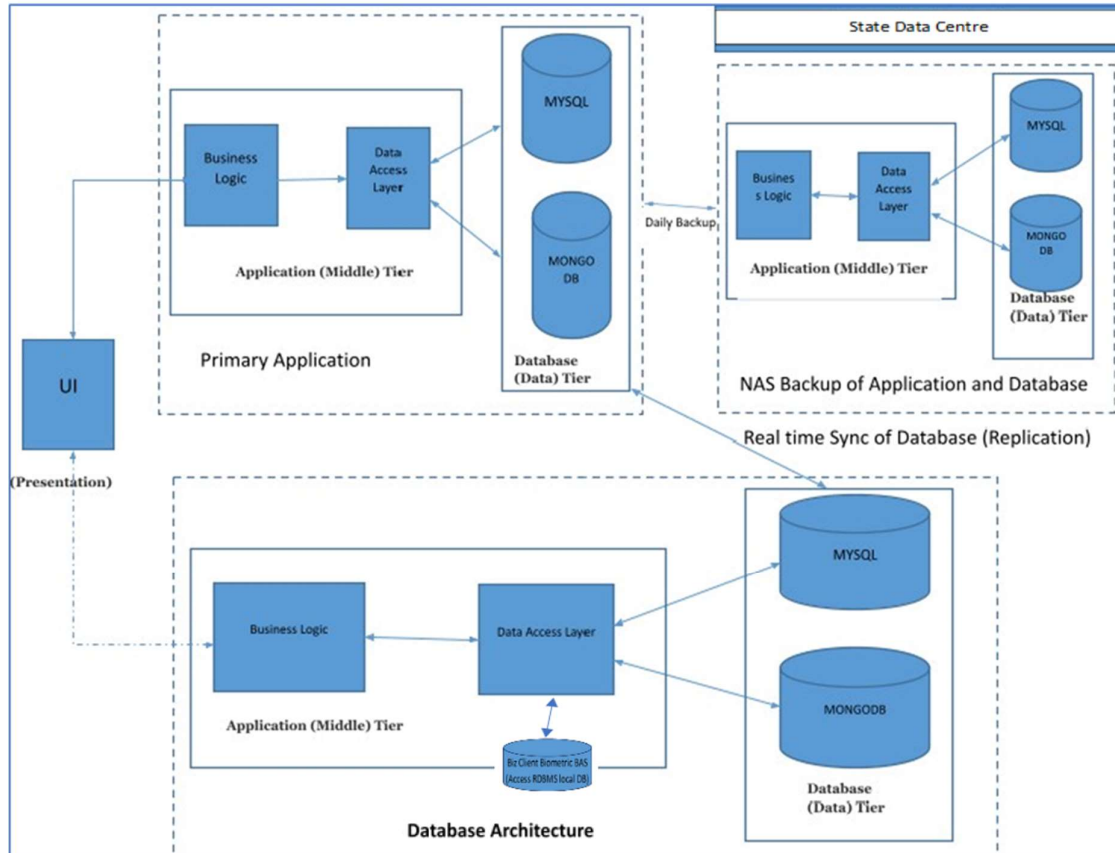 State Data Centre
MYSQL
Business
Logic
Data
Access
Layer
MONGO
DB
Application (Middle) Tier
Database
(Data) Tier
Primary Application
Daily Backup
MYSQL
Busines
s Logic
Data
Access
Layer
MONGO
DB
Application (Middle) Tier
Database
(Data) Tier
NAS Backup of Application and Database
UI
(Presentation)
Real time Sync of Database (Replication)
MYSQL
Business Logic
Data Access Layer
MONGODB
Application (Middle) Tier
Biz Client Biometric BAS
(Access RDBMS local DB)
Database
(Data) Tier
Database Architecture